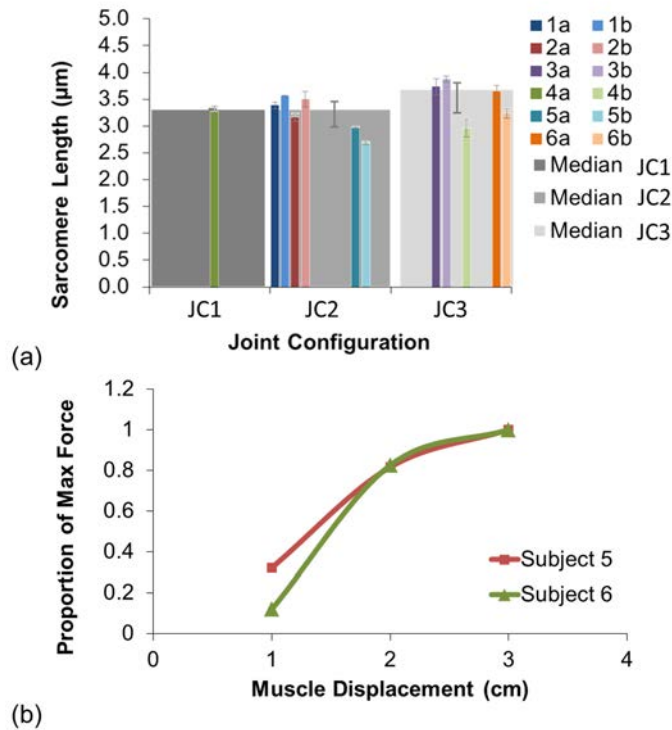 5.0
4.5
4.0
3.5
3.0
2.5
2.0
1.5
1.0
0.5
0.0
Sarcomere Length (µm)
JC1 JC2 JC3
Joint Configuration
1a 1b
2a 2b
3a 3b
4a 4b
5a 5b
6a 6b
Median JC1
Median JC2
Median JC3
(a)
1.2
1
0.8
0.6
0.4
0.2
0
Proportion of Max Force
Subject 5
Subject 6
0 1 2 3 4
Muscle Displacement (cm)
(b)